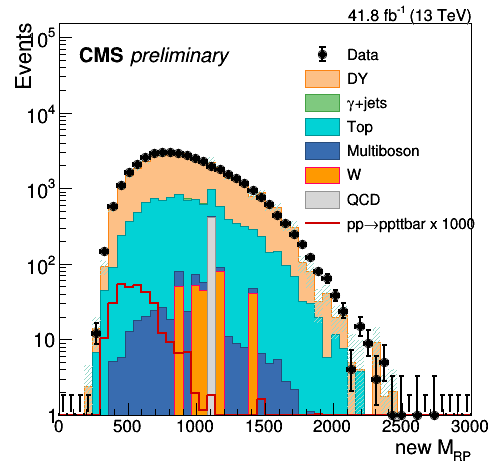 41.8 fb⁻¹ (13 TeV)
Events
10⁵
10⁴
10³
10²
10
1
CMS preliminary
Data
DY
γ+jets
Top
Multiboson
W
QCD
pp→ppttbar x 1000
0 500 1000 1500 2000 2500 3000
new M_RP